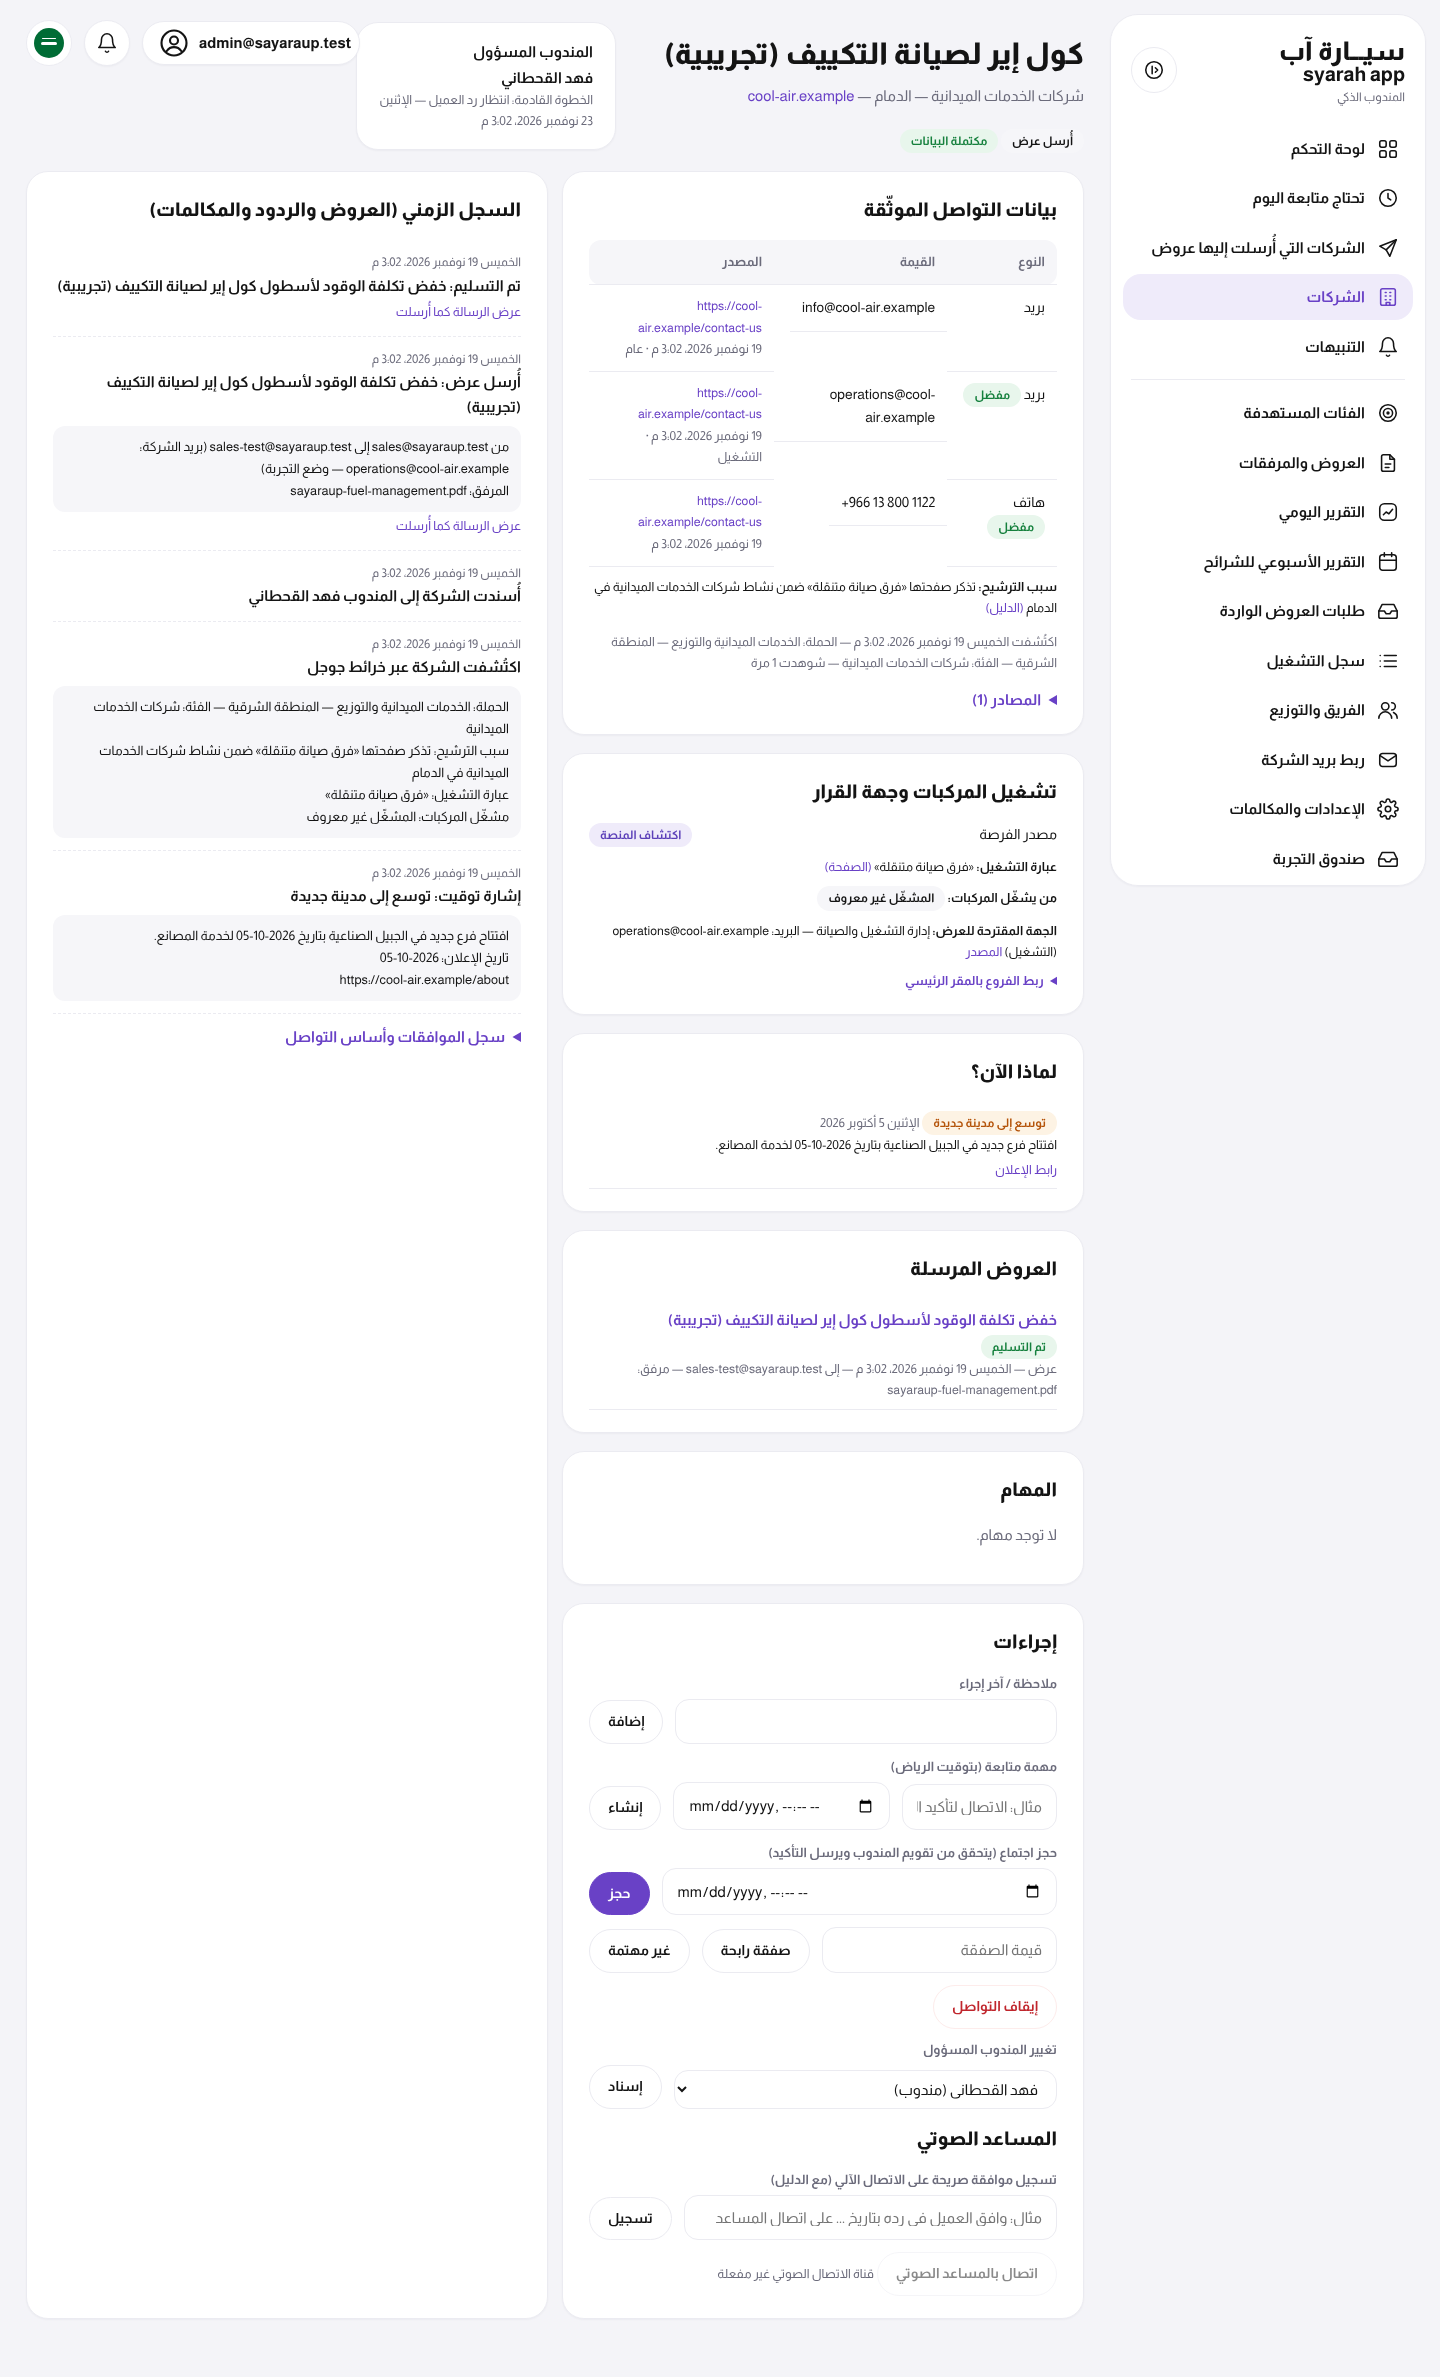 سيــارة آب
syarah app
المندوب الذكي
لوحة التحكم
تحتاج متابعة اليوم
الشركات التي أُرسلت إليها عروض
الشركات
التنبيهات
الفئات المستهدفة
العروض والمرفقات
التقرير اليومي
التقرير الأسبوعي للشرائح
طلبات العروض الواردة
سجل التشغيل
الفريق والتوزيع
ربط بريد الشركة
الإعدادات والمكالمات
صندوق التجربة
كول إير لصيانة التكييف (تجريبية)
شركات الخدمات الميدانية — الدمام — cool-air.example
أُرسل عرض
مكتملة البيانات
المندوب المسؤول
فهد القحطاني
الخطوة القادمة: انتظار رد العميل — الإثنين
23 نوفمبر 2026، 3:02 م
admin@sayaraup.test
بيانات التواصل الموثّقة
النوع القيمة المصدر
بريد info@cool-air.example https://cool-
air.example/contact-us
19 نوفمبر 2026، 3:02 م · عام
بريد مفضل operations@cool-
air.example
https://cool-
air.example/contact-us
19 نوفمبر 2026، 3:02 م ·
التشغيل
هاتف
مفضل
+966 13 800 1122
https://cool-
air.example/contact-us
19 نوفمبر 2026، 3:02 م
سبب الترشيح: تذكر صفحتها «فرق صيانة متنقلة» ضمن نشاط شركات الخدمات الميدانية في
الدمام (الدليل)
اكتُشفت الخميس 19 نوفمبر 2026، 3:02 م — الحملة: الخدمات الميدانية والتوزيع — المنطقة
الشرقية — الفئة: شركات الخدمات الميدانية — شوهدت 1 مرة
المصادر (1)
تشغيل المركبات وجهة القرار
مصدر الفرصة
اكتشاف المنصة
عبارة التشغيل: «فرق صيانة متنقلة» (الصفحة)
من يشغّل المركبات: المشغّل غير معروف
الجهة المقترحة للعرض: إدارة التشغيل والصيانة — البريد: operations@cool-air.example
(التشغيل) المصدر
ربط الفروع بالمقر الرئيسي
لماذا الآن؟
توسع إلى مدينة جديدة الإثنين 5 أكتوبر 2026
افتتاح فرع جديد في الجبيل الصناعية بتاريخ 2026-10-05 لخدمة المصانع.
رابط الإعلان
العروض المرسلة
خفض تكلفة الوقود لأسطول كول إير لصيانة التكييف (تجريبية)
تم التسليم
عرض — الخميس 19 نوفمبر 2026، 3:02 م — إلى sales-test@sayaraup.test — مرفق:
sayaraup-fuel-management.pdf
المهام
لا توجد مهام.
إجراءات
ملاحظة / آخر إجراء
إضافة
مهمة متابعة (بتوقيت الرياض)
مثال: الاتصال لتأكيد ا
mm/dd/yyyy, --:-- --
إنشاء
حجز اجتماع (يتحقق من تقويم المندوب ويرسل التأكيد)
mm/dd/yyyy, --:-- --
حجز
قيمة الصفقة
صفقة رابحة
غير مهتمة
إيقاف التواصل
تغيير المندوب المسؤول
فهد القحطاني (مندوب)
إسناد
المساعد الصوتي
تسجيل موافقة صريحة على الاتصال الآلي (مع الدليل)
مثال: وافق العميل في رده بتاريخ ... على اتصال المساعد
تسجيل
اتصال بالمساعد الصوتي
قناة الاتصال الصوتي غير مفعلة
السجل الزمني (العروض والردود والمكالمات)
الخميس 19 نوفمبر 2026، 3:02 م
تم التسليم: خفض تكلفة الوقود لأسطول كول إير لصيانة التكييف (تجريبية)
عرض الرسالة كما أُرسلت
الخميس 19 نوفمبر 2026، 3:02 م
أُرسل عرض: خفض تكلفة الوقود لأسطول كول إير لصيانة التكييف
(تجريبية)
من sales@sayaraup.test إلى sales-test@sayaraup.test (بريد الشركة:
operations@cool-air.example — وضع التجربة)
المرفق: sayaraup-fuel-management.pdf
عرض الرسالة كما أُرسلت
الخميس 19 نوفمبر 2026، 3:02 م
أُسندت الشركة إلى المندوب فهد القحطاني
الخميس 19 نوفمبر 2026، 3:02 م
اكتُشفت الشركة عبر خرائط جوجل
الحملة: الخدمات الميدانية والتوزيع — المنطقة الشرقية — الفئة: شركات الخدمات
الميدانية
سبب الترشيح: تذكر صفحتها «فرق صيانة متنقلة» ضمن نشاط شركات الخدمات
الميدانية في الدمام
عبارة التشغيل: «فرق صيانة متنقلة»
مشغّل المركبات: المشغّل غير معروف
الخميس 19 نوفمبر 2026، 3:02 م
إشارة توقيت: توسع إلى مدينة جديدة
افتتاح فرع جديد في الجبيل الصناعية بتاريخ 2026-10-05 لخدمة المصانع.
تاريخ الإعلان: 2026-10-05
https://cool-air.example/about
سجل الموافقات وأساس التواصل